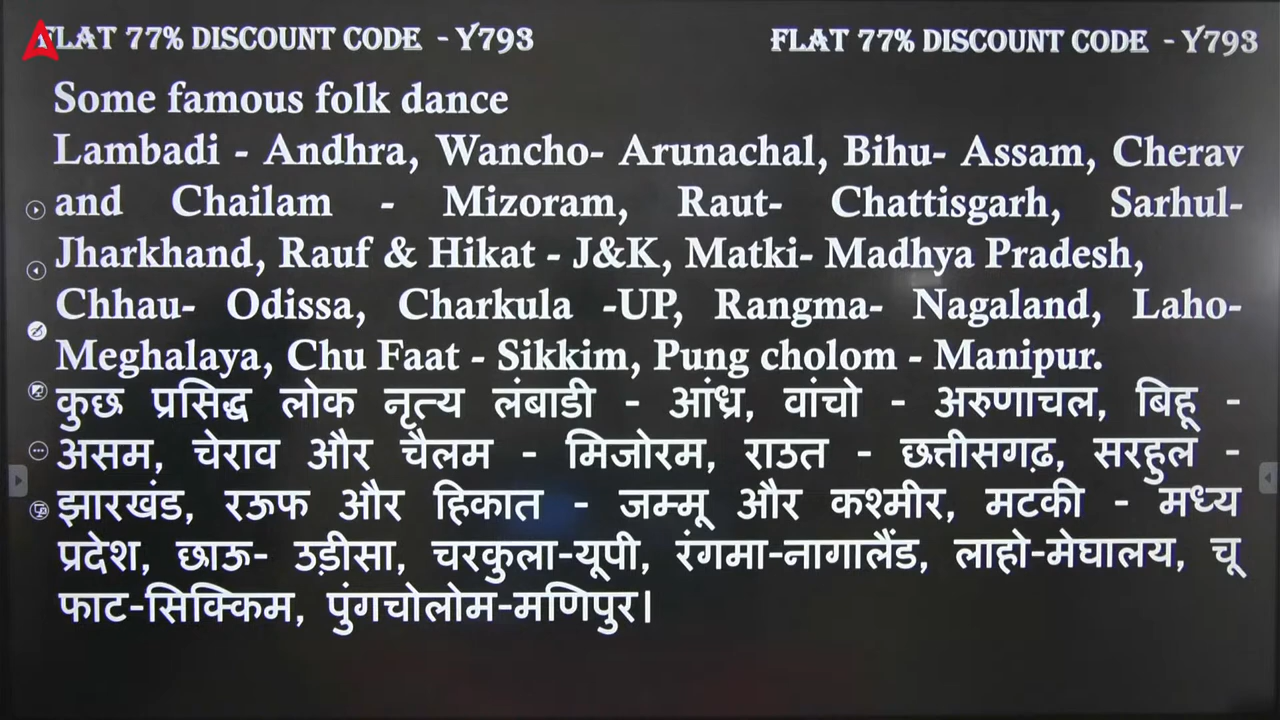 FLAT 77% DISCOUNT CODE - Y793
FLAT 77% DISCOUNT CODE - Y793
Some famous folk dance
Lambadi - Andhra, Wancho- Arunachal, Bihu- Assam, Cherav
and Chailam - Mizoram, Raut- Chattisgarh, Sarhul-
Jharkhand, Rauf & Hikat - J&K, Matki- Madhya Pradesh,
Chhau- Odissa, Charkula -UP, Rangma- Nagaland, Laho-
Meghalaya, Chu Faat - Sikkim, Pung cholom - Manipur.
कुछ प्रसिद्ध लोक नृत्य लंबाडी - आंध्र, वांचो - अरुणाचल, बिहू -
असम, चेराव और चैलम - मिजोरम, राउत - छत्तीसगढ़, सरहुल -
झारखंड, रऊफ और हिकात - जम्मू और कश्मीर, मटकी - मध्य
प्रदेश, छाऊ- उड़ीसा, चरकुला-यूपी, रंगमा-नागालैंड, लाहो-मेघालय, चू
फाट-सिक्किम, पुंगचोलोम-मणिपुर।